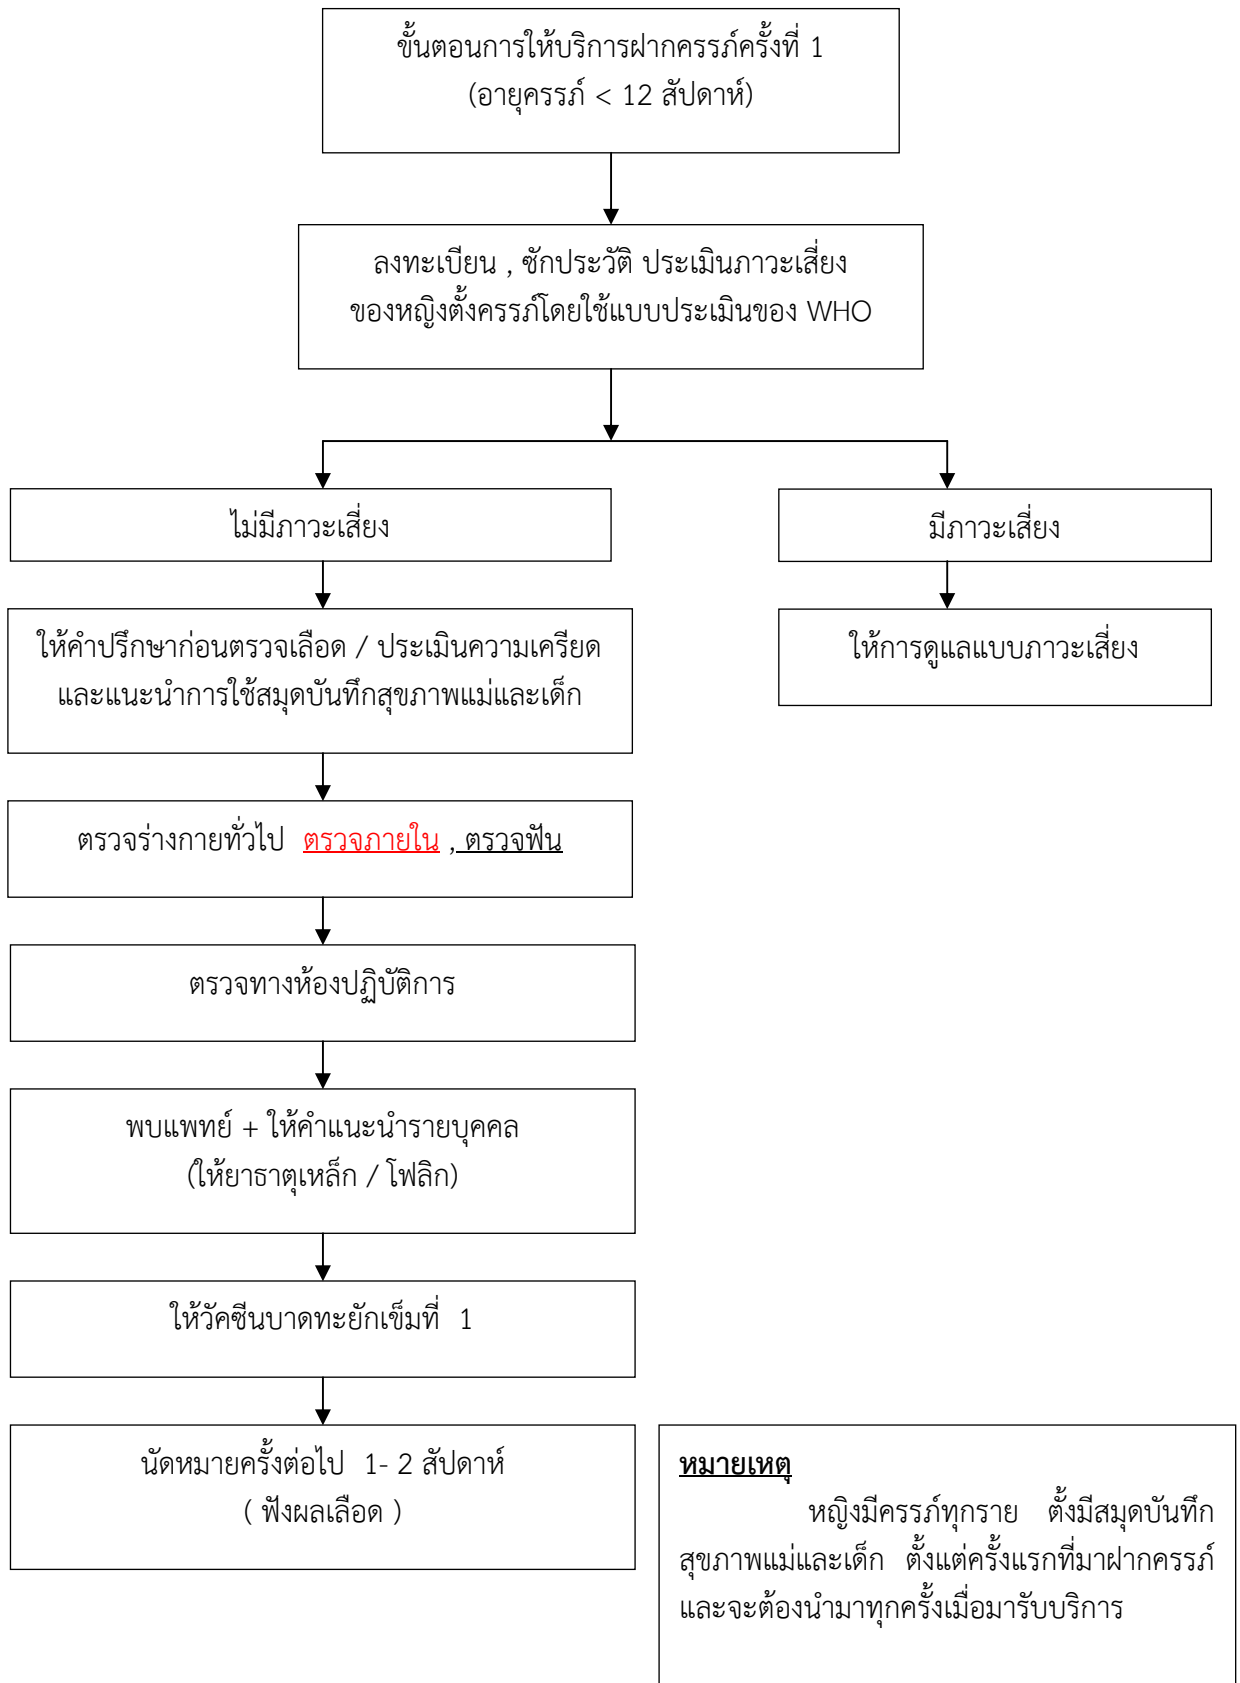 ขั้นตอนการให้บริการฝากครรภ์ครั้งที่ 1
(อายุครรภ์ < 12 สัปดาห์)
ลงทะเบียน , ซักประวัติ ประเมินภาวะเสี่ยง
ของหญิงตั้งครรภ์โดยใช้แบบประเมินของ WHO
ไม่มีภาวะเสี่ยง
มีภาวะเสี่ยง
ให้คำปรึกษาก่อนตรวจเลือด / ประเมินความเครียด
และแนะนำการใช้สมุดบันทึกสุขภาพแม่และเด็ก
ให้การดูแลแบบภาวะเสี่ยง
ตรวจร่างกายทั่วไป ตรวจภายใน , ตรวจฟัน
ตรวจทางห้องปฏิบัติการ
พบแพทย์ + ให้คำแนะนำรายบุคคล
(ให้ยาธาตุเหล็ก / โฟลิก)
ให้วัคซีนบาดทะยักเข็มที่ 1
นัดหมายครั้งต่อไป 1- 2 สัปดาห์
( ฟังผลเลือด )
หมายเหตุ
หญิงมีครรภ์ทุกราย ตั้งมีสมุดบันทึก
สุขภาพแม่และเด็ก ตั้งแต่ครั้งแรกที่มาฝากครรภ์
และจะต้องนำมาทุกครั้งเมื่อมารับบริการ